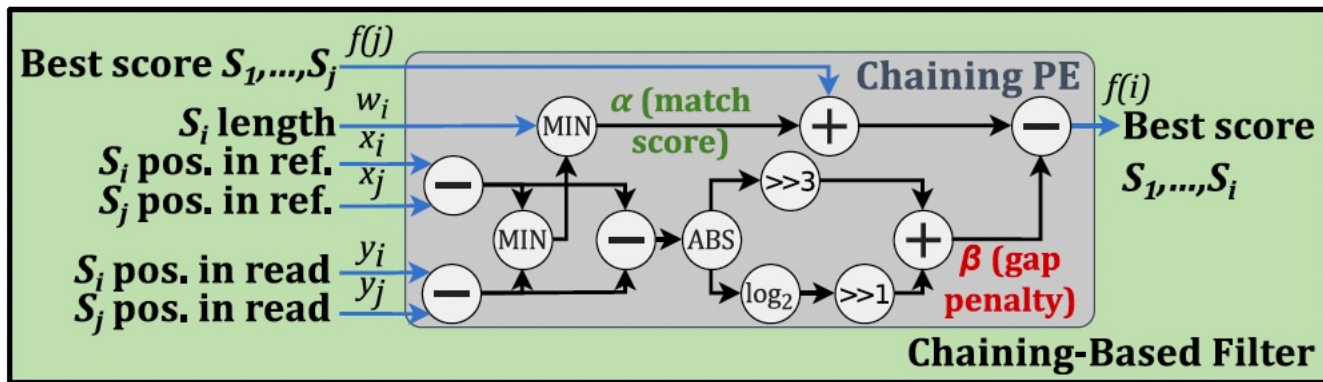 Best score S₁,...,Sⱼ f(j)
Chaining PE
Sᵢ length wᵢ
MIN
α (match
score)
+
−
f(i)
Best score
S₁,...,Sᵢ
Sᵢ pos. in ref. xᵢ
Sⱼ pos. in ref. xⱼ
−
>>3
MIN
−
ABS
+
Sᵢ pos. in read yᵢ
Sⱼ pos. in read yⱼ
−
log₂
>>1
β (gap
penalty)
Chaining-Based Filter